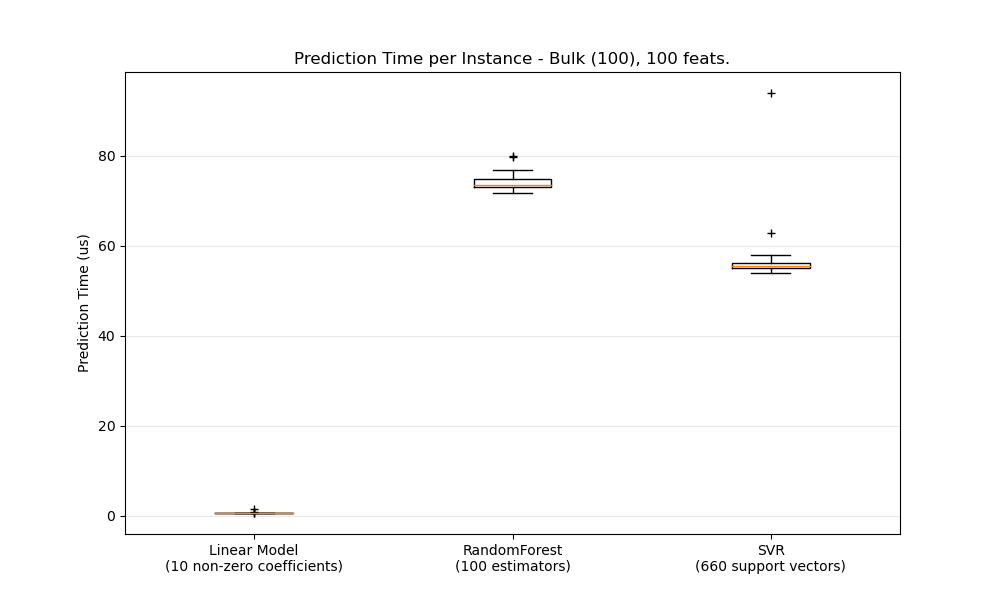 Prediction Time per Instance - Bulk (100), 100 feats.
Prediction Time (us)
80
60
40
20
0
Linear Model
(10 non-zero coefficients)
RandomForest
(100 estimators)
SVR
(660 support vectors)